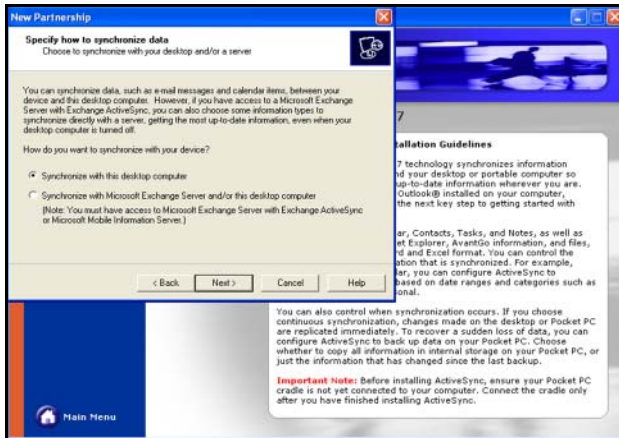 New Partnership
Specify how to synchronize data
Choose to synchronize with your desktop and/or a server
You can synchronize data, such as e-mail messages and calendar items, between your
device and this desktop computer. However, if you have access to a Microsoft Exchange
Server with Exchange ActiveSync, you can also choose some information types to
synchronize directly with a server, getting the most up-to-date information, even when your
desktop computer is turned off.
How do you want to synchronize with your device?
Synchronize with this desktop computer
Synchronize with Microsoft Exchange Server and/or this desktop computer
(Note: You must have access to Microsoft Exchange Server with Exchange ActiveSync
or Microsoft Mobile Information Server.)
< Back
Next >
Cancel
Help
7
tallation Guidelines
7 technology synchronizes information
nd your desktop or portable computer so
up-to-date information wherever you are.
Outlook® installed on your computer,
the next key step to getting started with
ar, Contacts, Tasks, and Notes, as well as
et Explorer, AvantGo information, and files,
rd and Excel format. You can control the
ation that is synchronized. For example,
lar, you can configure ActiveSync to
based on date ranges and categories such as
onal.
You can also control when synchronization occurs. If you choose
continuous synchronization, changes made on the desktop or Pocket PC
are replicated immediately. To recover a sudden loss of data, you can
configure ActiveSync to back up data on your Pocket PC. Choose
whether to copy all information in internal storage on your Pocket PC, or
just the information that has changed since the last backup.
Important Note: Before installing ActiveSync, ensure your Pocket PC
cradle is not yet connected to your computer. Connect the cradle only
after you have finished installing ActiveSync.
Main Menu